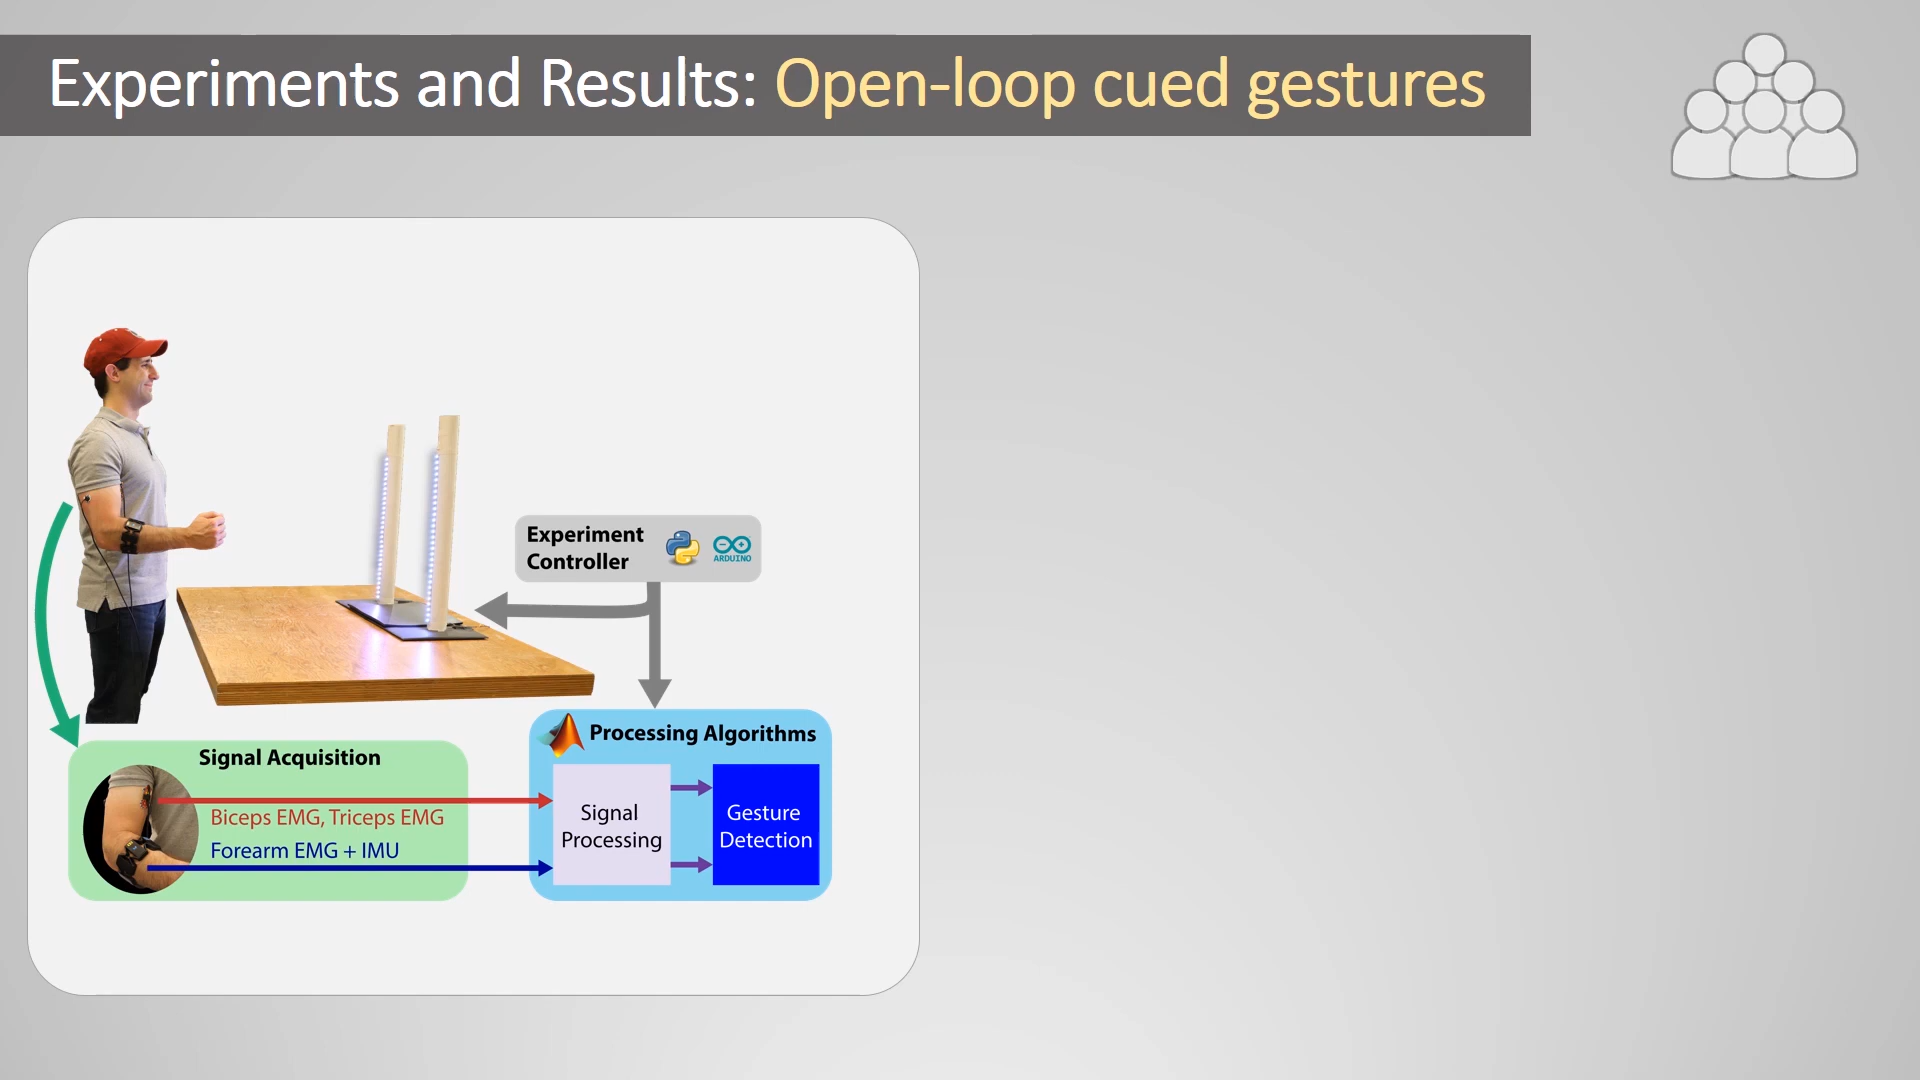 Experiments and Results: Open-loop cued gestures
Experiment
Controller
ARDUINO
Processing Algorithms
Signal Acquisition
Biceps EMG, Triceps EMG
Forearm EMG + IMU
Signal
Processing
Gesture
Detection